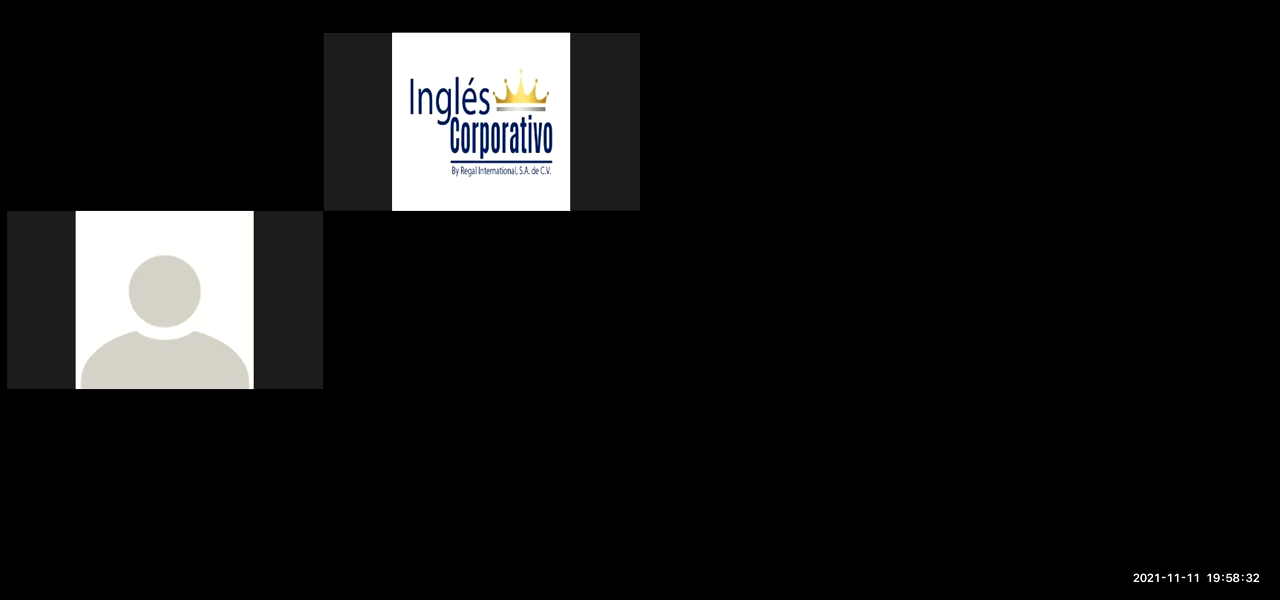 Inglés
Corporativo
By Regal International, S.A. de C.V.
2021-11-11 19:58:32